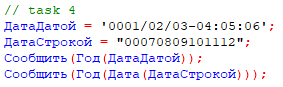 // task 4
ДатаДатой = '0001/02/03-04:05:06';
ДатаСтрокой = "00070809101112";
Сообщить(Год(ДатаДатой));
Сообщить(Год(Дата(ДатаСтрокой)));